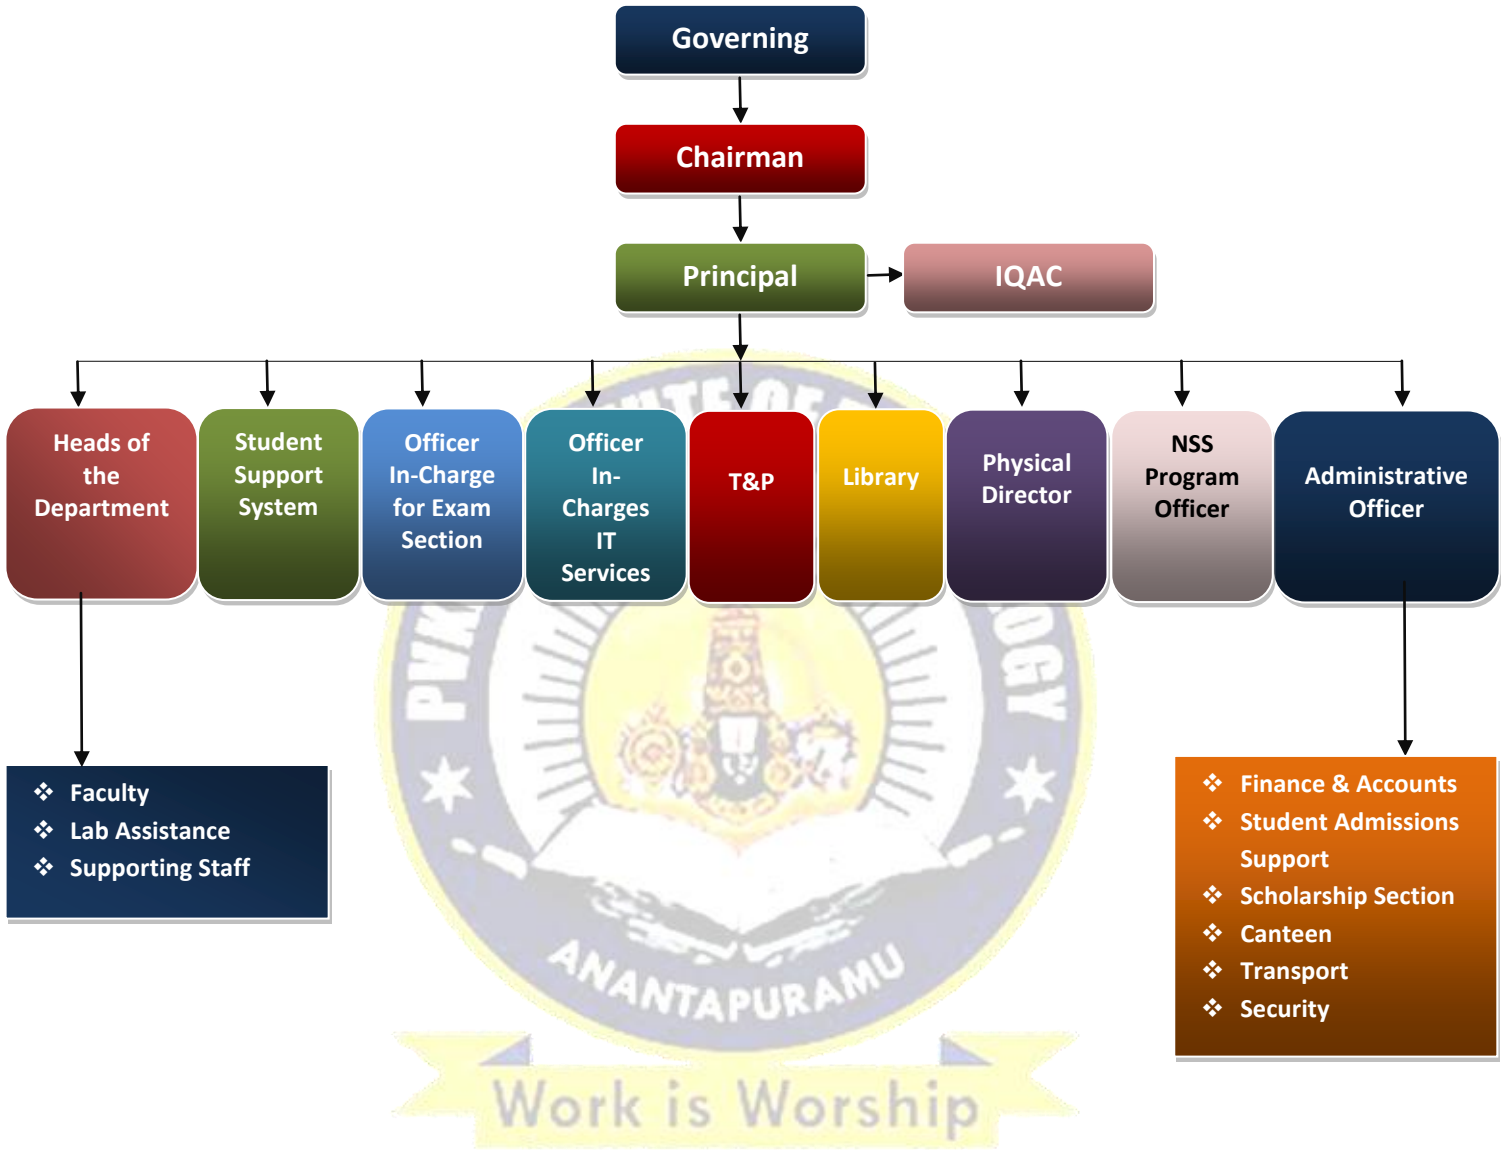 Governing
Chairman
Principal
IQAC
Heads of
the
Department
Student
Support
System
Officer
In-Charge
for Exam
Section
Officer
In-
Charges
IT
Services
T&P
Library
Physical
Director
NSS
Program
Officer
Administrative
Officer
❖ Faculty
❖ Lab Assistance
❖ Supporting Staff
❖ Finance & Accounts
❖ Student Admissions
Support
❖ Scholarship Section
❖ Canteen
❖ Transport
❖ Security
ANANTAPURAMU
Work is Worship